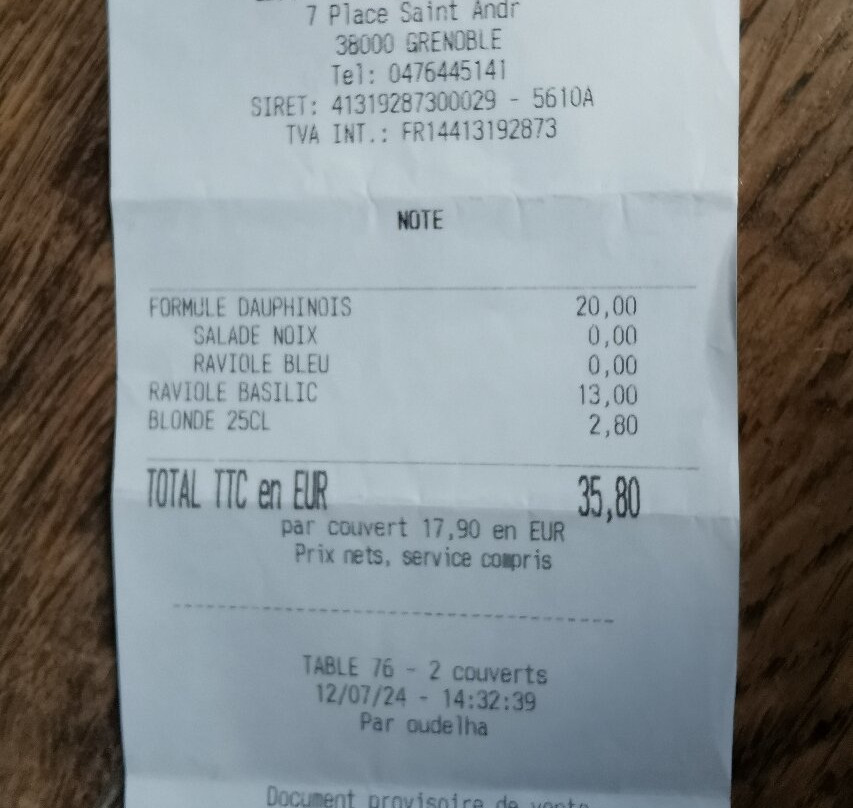 7 Place Saint Andr
38000 GRENOBLE
Tel: 0476445141
SIRET: 41319287300029 - 5610A
TVA INT.: FR14413192873
NOTE
FORMULE DAUPHINOIS 20,00
SALADE NOIX 0,00
RAVIOLE BLEU 0,00
RAVIOLE BASILIC 13,00
BLONDE 25CL 2,80
TOTAL TTC en EUR 35,80
par couvert 17,90 en EUR
Prix nets, service compris
TABLE 76 - 2 couverts
12/07/24 - 14:32:39
Par oudelha
Document provisoire de vente